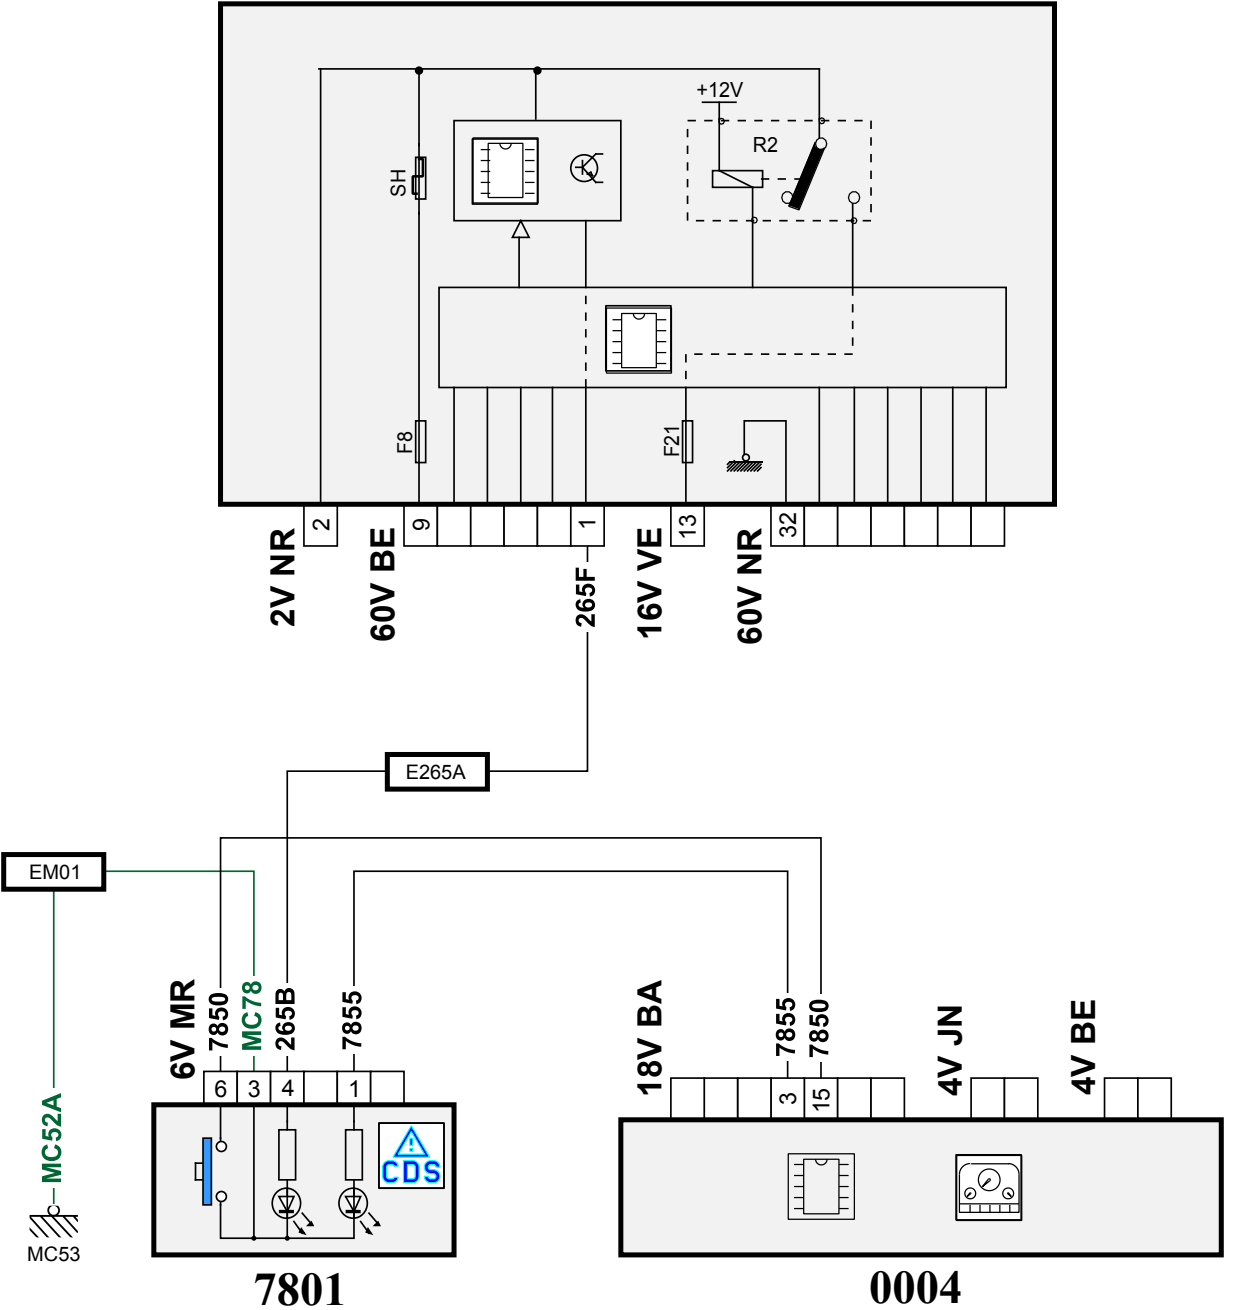 +12V
R2
SH
F8
F21
2
9
1
13
32
2V NR
60V BE
265F
16V VE
60V NR
E265A
EM01
6V MR
7850
MC78
265B
7855
18V BA
7855
7850
4V JN
4V BE
6
3
4
1
3
15
MC52A
CDS
MC53
7801
0004